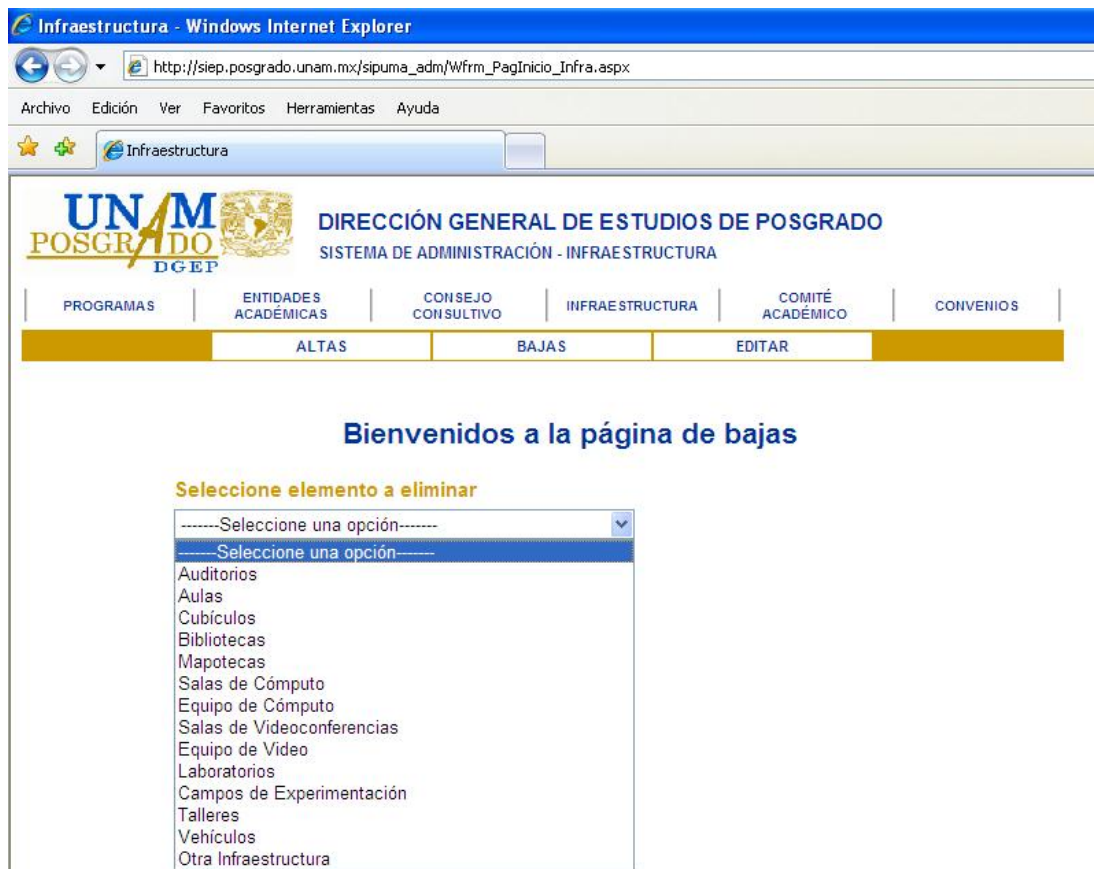 Infraestructura - Windows Internet Explorer
http://siep.posgrado.unam.mx/sipuma_adm/Wfrm_PagInicio_Infra.aspx
Archivo Edición Ver Favoritos Herramientas Ayuda
Infraestructura
UNAM
POSGRADO
DGEP
DIRECCIÓN GENERAL DE ESTUDIOS DE POSGRADO
SISTEMA DE ADMINISTRACIÓN - INFRAESTRUCTURA
PROGRAMAS
ENTIDADES
ACADÉMICAS
CONSEJO
CONSULTIVO
INFRAESTRUCTURA
COMITÉ
ACADÉMICO
CONVENIOS
ALTAS BAJAS EDITAR
Bienvenidos a la página de bajas
Seleccione elemento a eliminar
-------Seleccione una opción-------
-------Seleccione una opción-------
Auditorios
Aulas
Cubículos
Bibliotecas
Mapotecas
Salas de Cómputo
Equipo de Cómputo
Salas de Videoconferencias
Equipo de Video
Laboratorios
Campos de Experimentación
Talleres
Vehículos
Otra Infraestructura